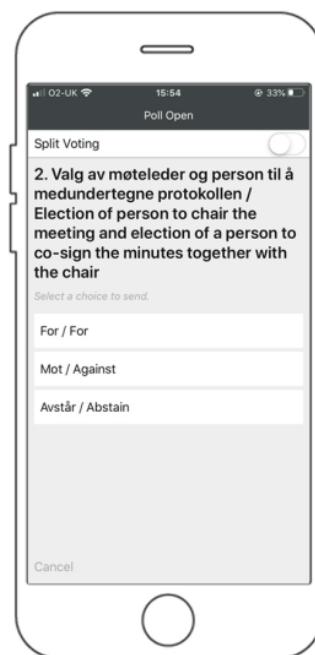 O2-UK 15:54 33%
Poll Open
Split Voting
2. Valg av møteleder og person til å
medundertegne protokollen /
Election of person to chair the
meeting and election of a person to
co-sign the minutes together with
the chair
Select a choice to send.
For / For
Mot / Against
Avstår / Abstain
Cancel